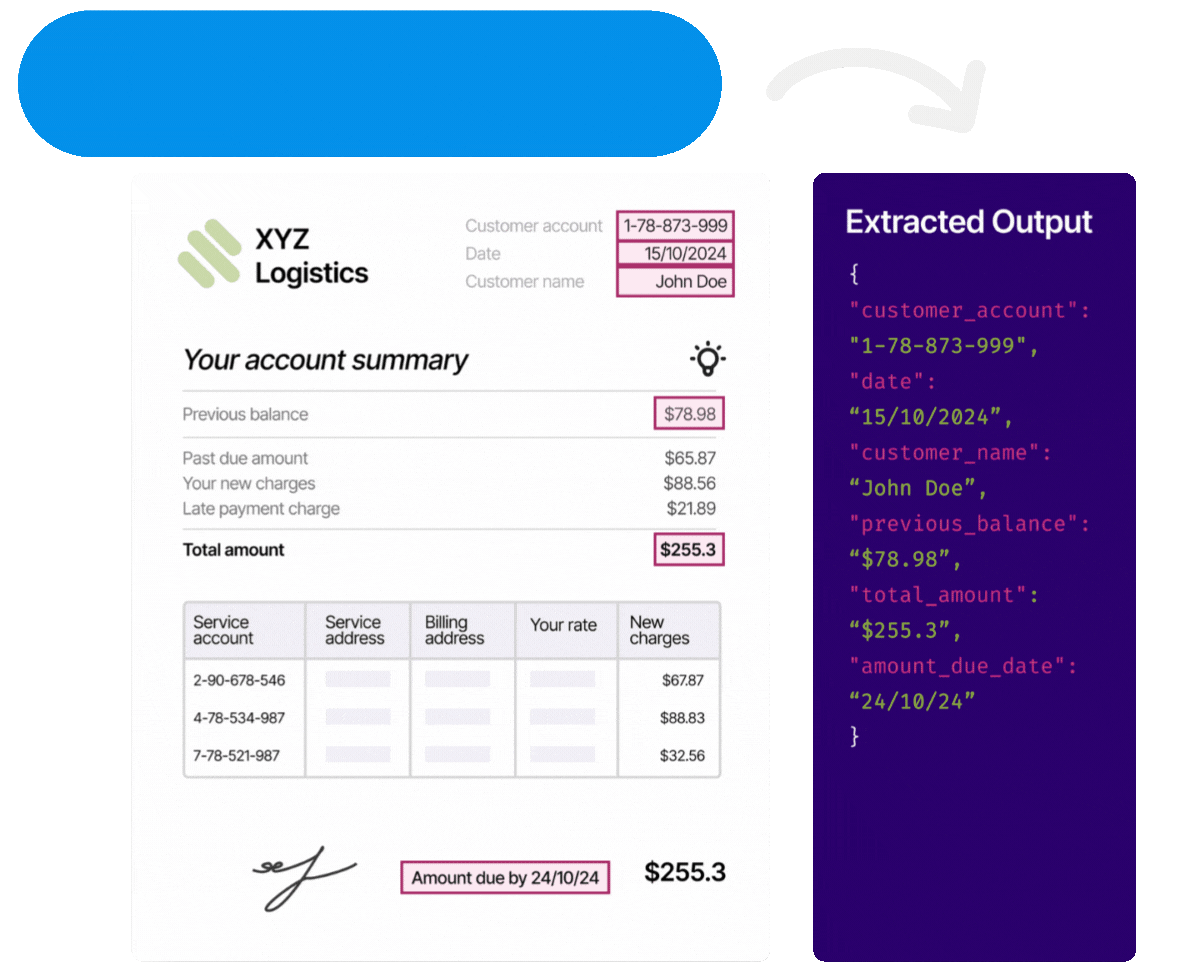 XYZ
Logistics
Customer account 1-78-873-999
Date 15/10/2024
Customer name John Doe
Your account summary
Previous balance $78.98
Past due amount $65.87
Your new charges $88.56
Late payment charge $21.89
Total amount $255.3
Service account Service address Billing address Your rate New charges
2-90-678-546 $67.87
4-78-534-987 $88.83
7-78-521-987 $32.56
Amount due by 24/10/24 $255.3
Extracted Output
{
"customer_account":
"1-78-873-999",
"date":
“15/10/2024”,
"customer_name":
“John Doe”,
"previous_balance":
“$78.98”,
"total_amount":
“$255.3”,
"amount_due_date":
“24/10/24”
}